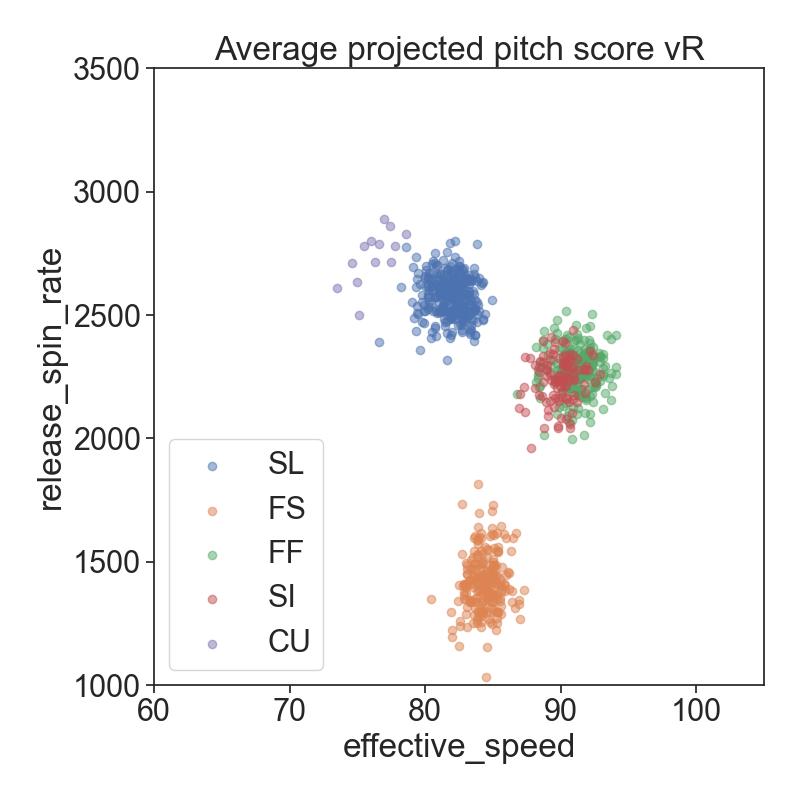 Average projected pitch score vR
3500
3000
2500
2000
1500
1000
release_spin_rate
SL
FS
FF
SI
CU
60
70
80
90
100
effective_speed